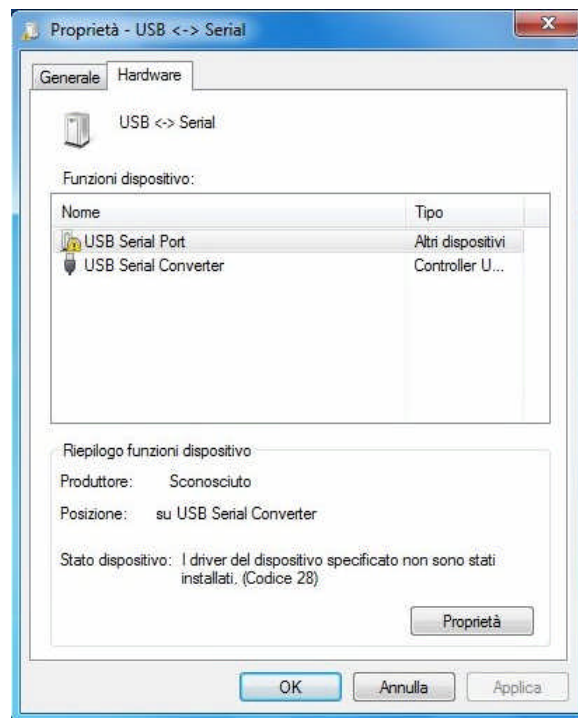 Proprietà - USB <-> Serial
Generale
Hardware
USB <-> Serial
Funzioni dispositivo:
Nome
Tipo
USB Serial Port
Altri dispositivi
USB Serial Converter
Controller U...
Riepilogo funzioni dispositivo
Produttore: Sconosciuto
Posizione: su USB Serial Converter
Stato dispositivo: I driver del dispositivo specificato non sono stati
installati. (Codice 28)
Proprietà
OK
Annulla
Applica